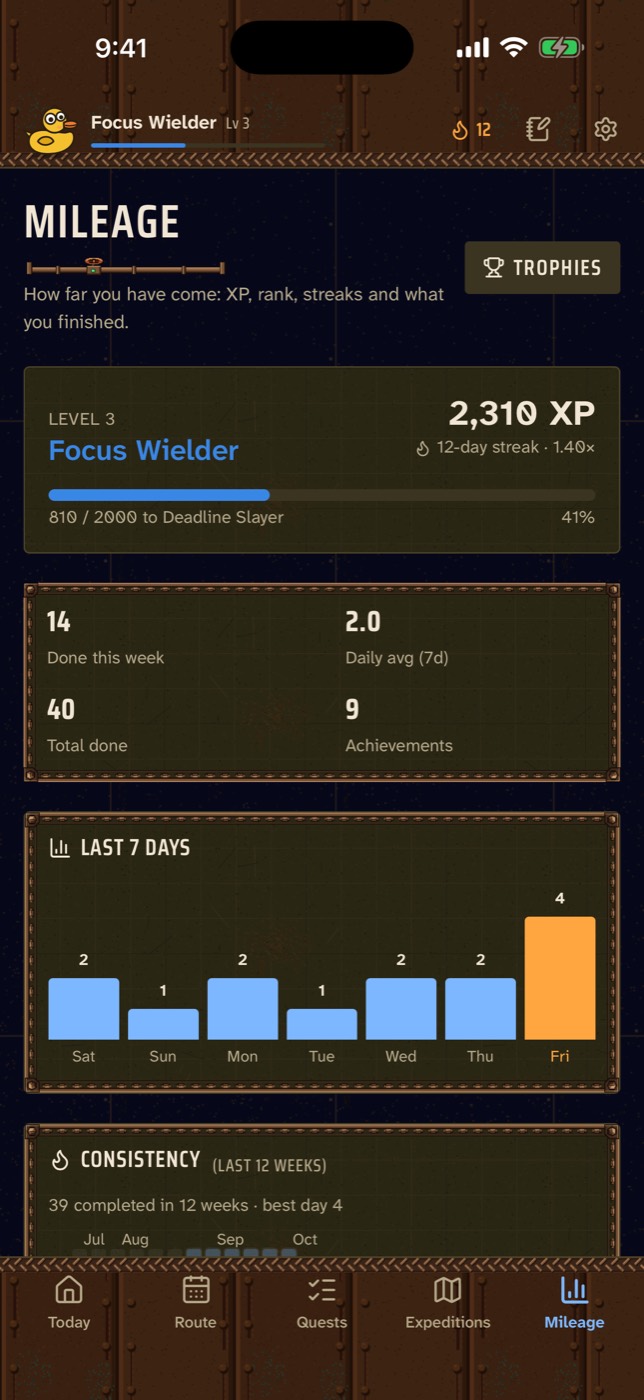 9:41
Focus Wielder Lv 3
12
MILEAGE
TROPHIES
How far you have come: XP, rank, streaks and what
you finished.
LEVEL 3
2,310 XP
Focus Wielder
12-day streak · 1.40×
810 / 2000 to Deadline Slayer
41%
14
2.0
Done this week
Daily avg (7d)
40
9
Total done
Achievements
LAST 7 DAYS
2 1 2 1 2 2 4
Sat Sun Mon Tue Wed Thu Fri
CONSISTENCY (LAST 12 WEEKS)
39 completed in 12 weeks · best day 4
Jul Aug Sep Oct
Today Route Quests Expeditions Mileage